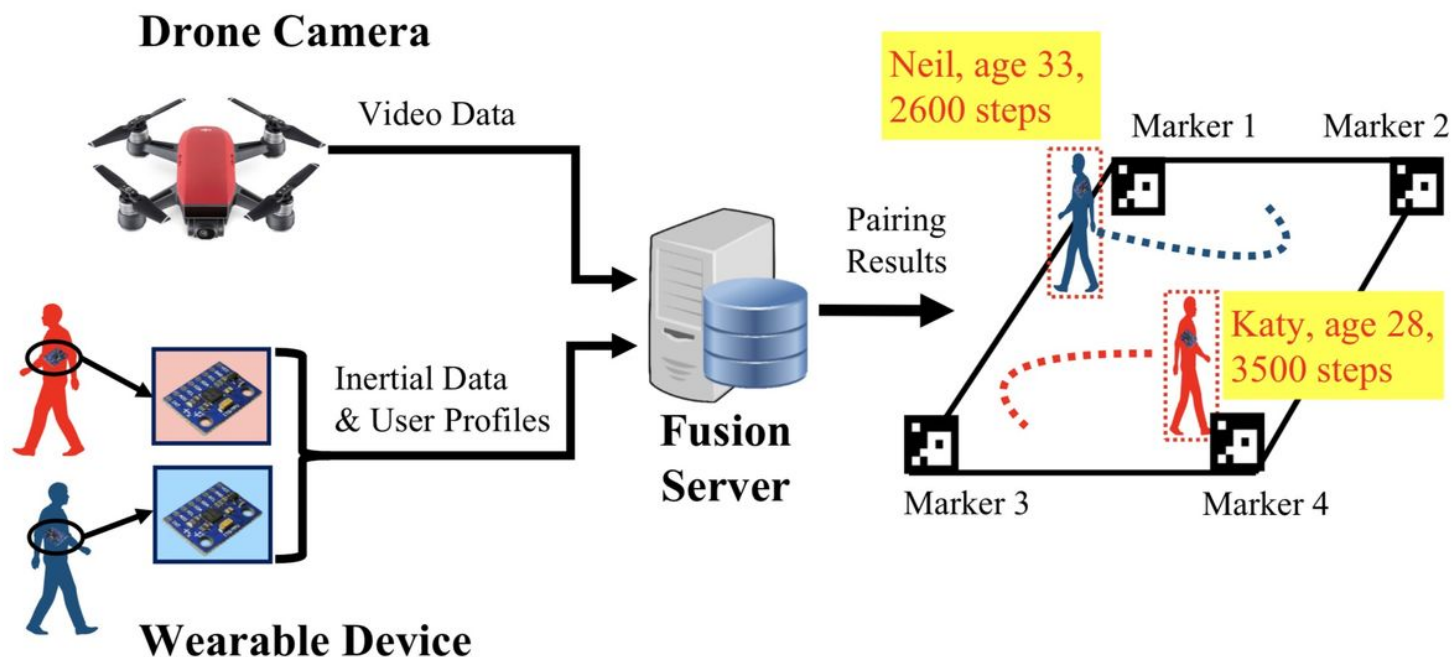 Drone Camera
Video Data
Neil, age 33,
2600 steps
Marker 1
Marker 2
Pairing
Results
Katy, age 28,
3500 steps
Inertial Data
& User Profiles
Fusion
Server
Marker 3
Marker 4
Wearable Device